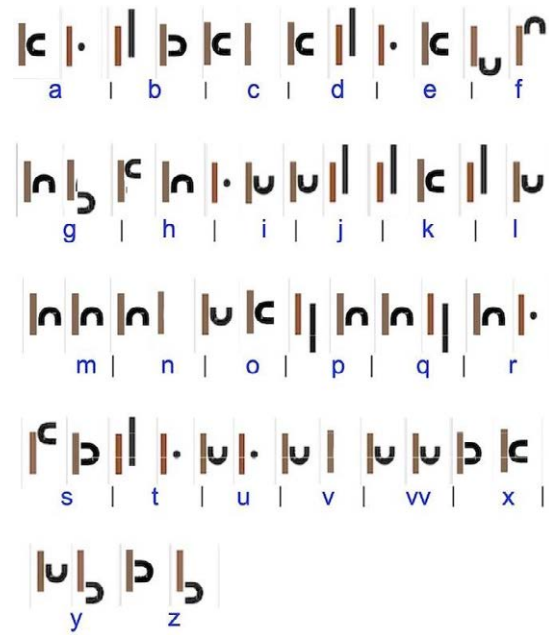 a | b | c | d | e | f
g | h | i | j | k | l
m | n | o | p | q | r
s | t | u | v | vv | x |
y z